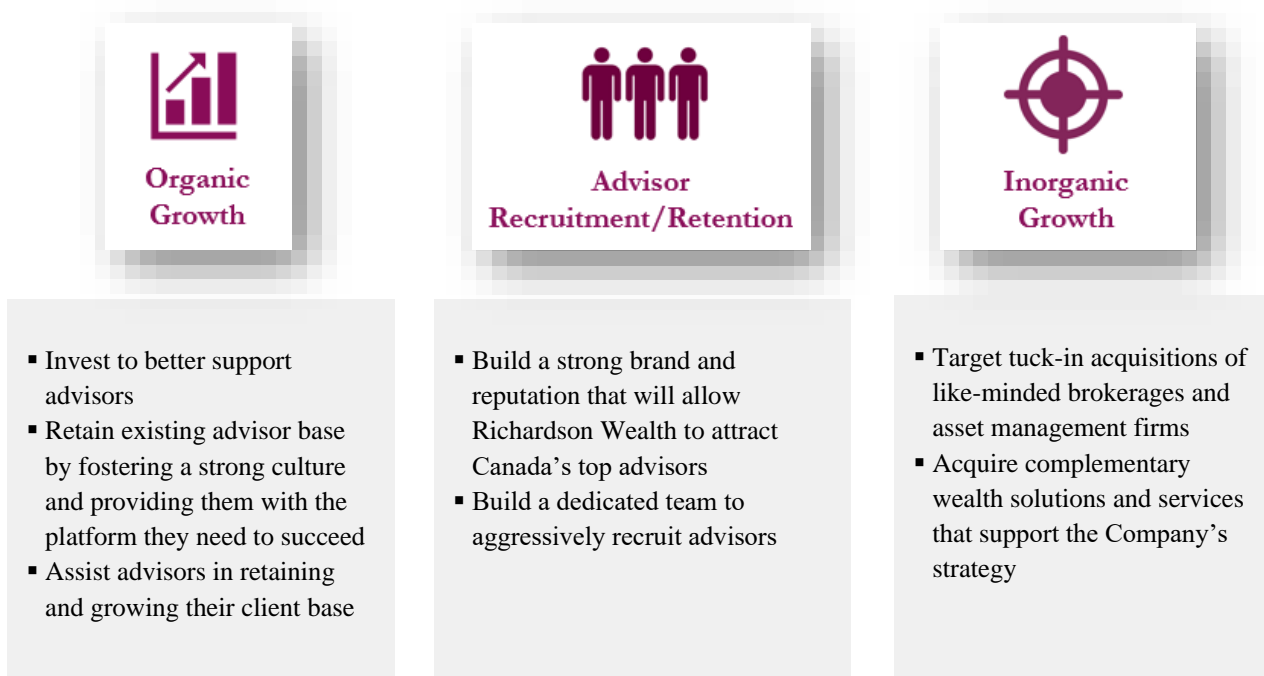 Organic
Growth
Advisor
Recruitment/Retention
Inorganic
Growth
▪ Invest to better support
advisors
▪ Retain existing advisor base
by fostering a strong culture
and providing them with the
platform they need to succeed
▪ Assist advisors in retaining
and growing their client base
▪ Build a strong brand and
reputation that will allow
Richardson Wealth to attract
Canada’s top advisors
▪ Build a dedicated team to
aggressively recruit advisors
▪ Target tuck-in acquisitions of
like-minded brokerages and
asset management firms
▪ Acquire complementary
wealth solutions and services
that support the Company’s
strategy